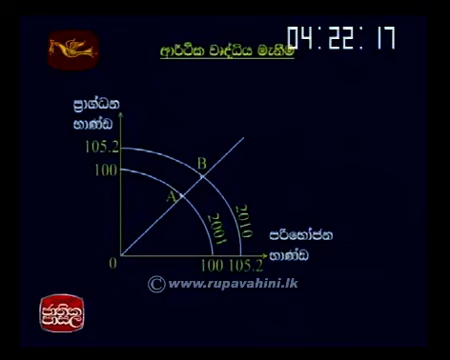 04:22:17
ආර්ථික වෘද්ධිය මැනීම
ප්‍රාග්ධන
භාණ්ඩ
105.2
100
B
A
2001
2010
පරිභෝජන
භාණ්ඩ
0
100 105.2
© www.rupavahini.lk
ජාතික
පාසල